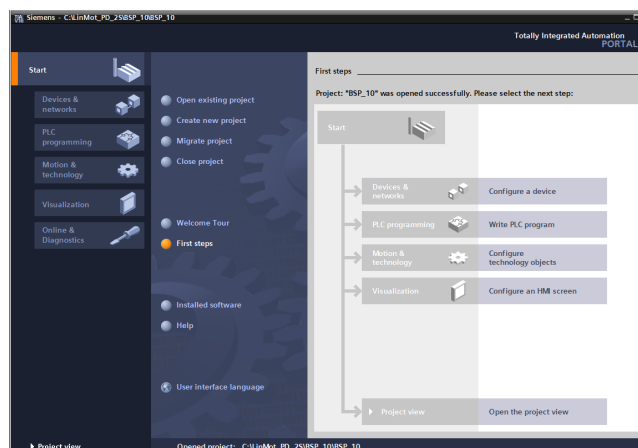 Siemens - C:\LinMot_PD_2S\BSP_10\BSP_10
Totally Integrated Automation
PORTAL
Start
Devices &
networks
PLC
programming
Motion &
technology
Visualization
Online &
Diagnostics
Open existing project
Create new project
Migrate project
Close project
Welcome Tour
First steps
Installed software
Help
User interface language
First steps
Project: "BSP_10" was opened successfully. Please select the next step:
Start
Devices &
networks
Configure a device
PLC programming
Write PLC program
Motion &
technology
Configure
technology objects
Visualization
Configure an HMI screen
Project view
Open the project view
Project view
Opened project: C:\LinMot_PD_2S\BSP_10\BSP_10